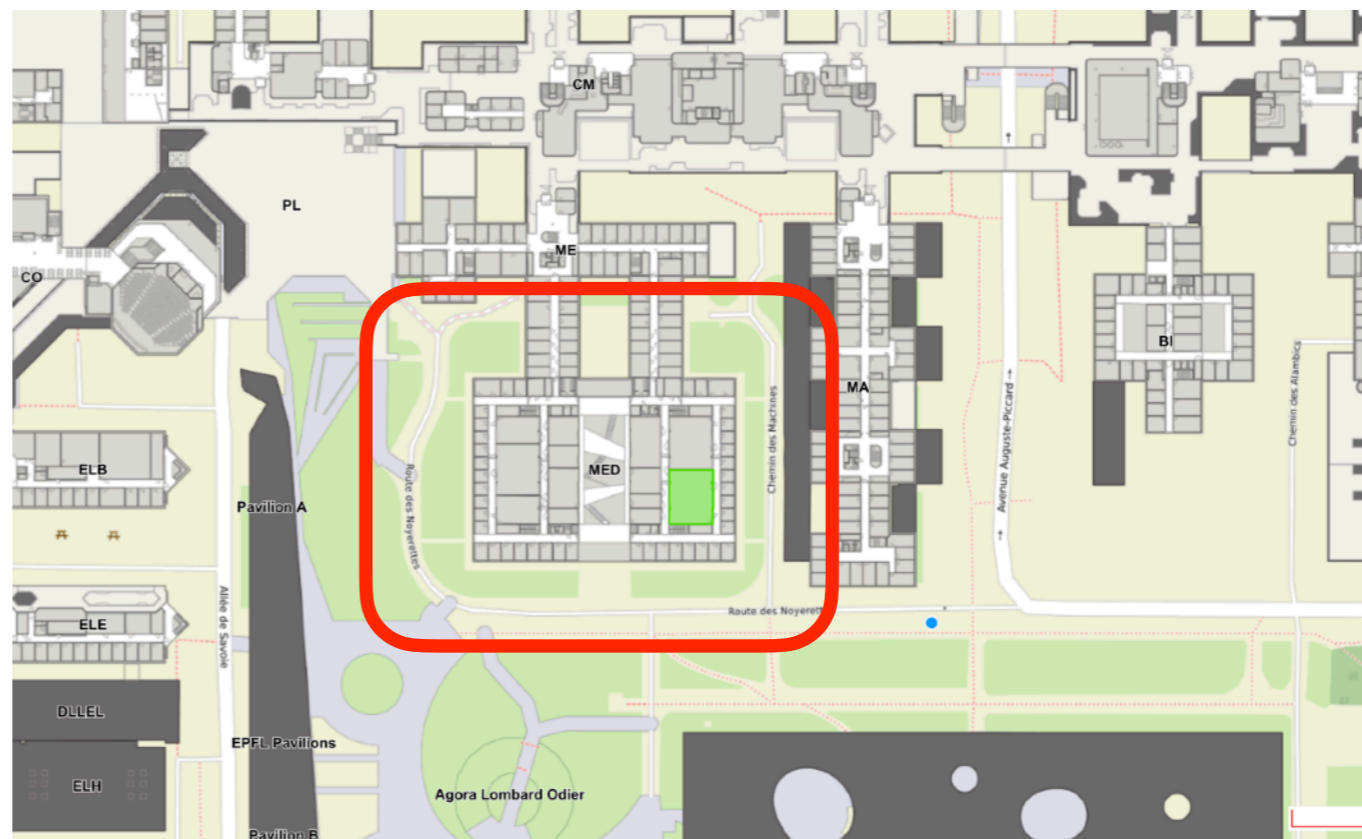 CM
PL
ME
CO
MA
BI
Chemin des Machines
Avenue Auguste-Piccard
Chemin des Alambics
ELB
MED
Route des Noyerettes
Pavilion A
Allée de Savoie
ELE
Route des Noyerett
DLLEL
EPFL Pavilions
ELH
Agora Lombard Odier
Pavilion B